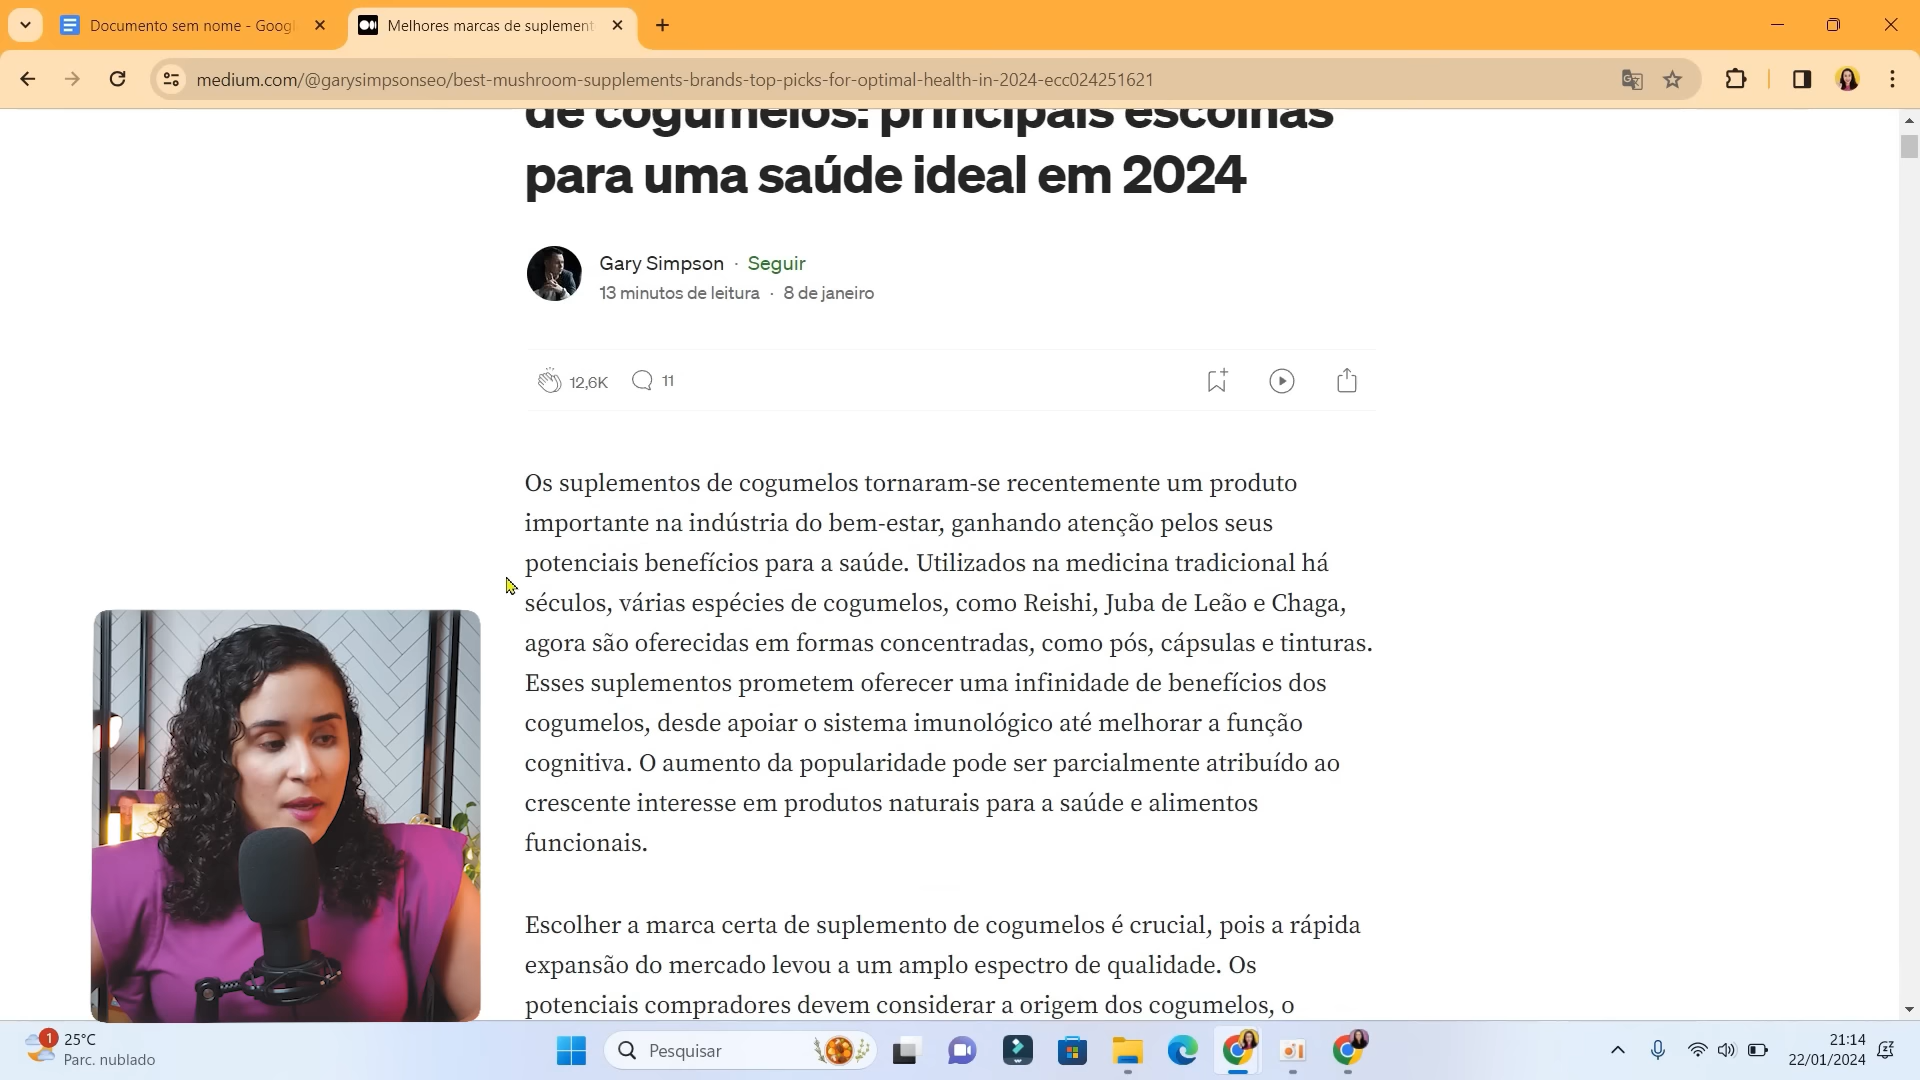 Documento sem nome - Googl
Melhores marcas de suplement
medium.com/@garysimpsonseo/best-mushroom-supplements-brands-top-picks-for-optimal-health-in-2024-ecc024251621
de cogumelos: principais escolhas
para uma saúde ideal em 2024
Gary Simpson · Seguir
13 minutos de leitura · 8 de janeiro
12,6K 11
Os suplementos de cogumelos tornaram-se recentemente um produto
importante na indústria do bem-estar, ganhando atenção pelos seus
potenciais benefícios para a saúde. Utilizados na medicina tradicional há
séculos, várias espécies de cogumelos, como Reishi, Juba de Leão e Chaga,
agora são oferecidas em formas concentradas, como pós, cápsulas e tinturas.
Esses suplementos prometem oferecer uma infinidade de benefícios dos
cogumelos, desde apoiar o sistema imunológico até melhorar a função
cognitiva. O aumento da popularidade pode ser parcialmente atribuído ao
crescente interesse em produtos naturais para a saúde e alimentos
funcionais.
Escolher a marca certa de suplemento de cogumelos é crucial, pois a rápida
expansão do mercado levou a um amplo espectro de qualidade. Os
potenciais compradores devem considerar a origem dos cogumelos, o
1
25°C
Parc. nublado
Pesquisar
21:14
22/01/2024